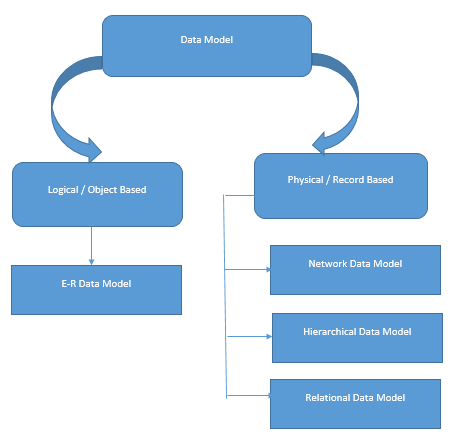 Data Model
Logical / Object Based
Physical / Record Based
E-R Data Model
Network Data Model
Hierarchical Data Model
Relational Data Model